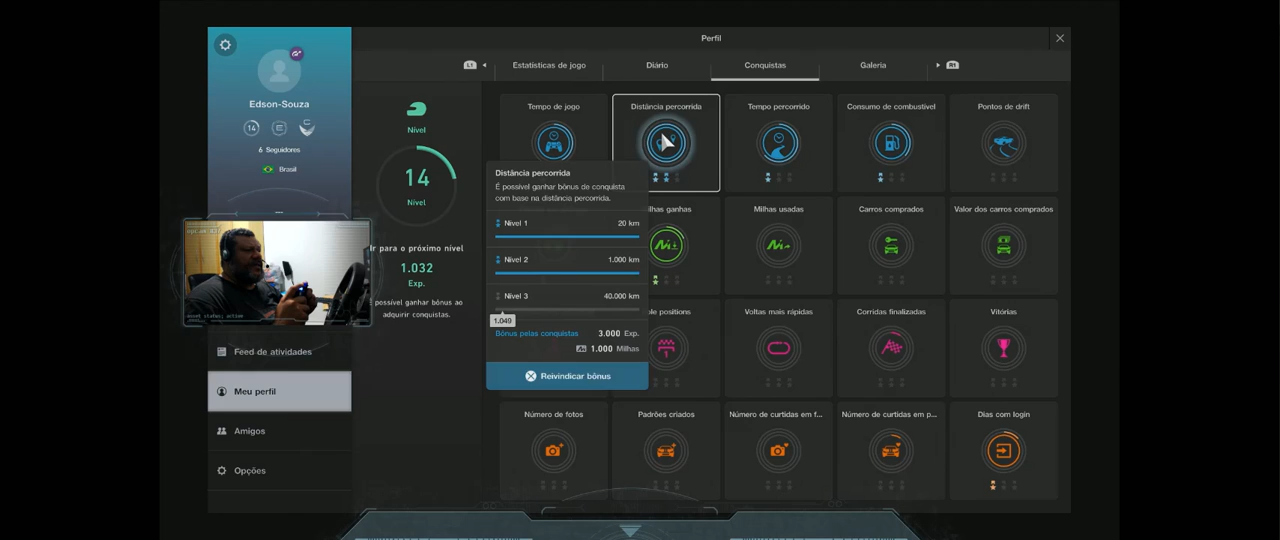 Perfil
L1
Estatísticas de jogo
Diário
Conquistas
Galeria
R1
Edson-Souza
14
6 Seguidores
Brasil
Feed de atividades
Meu perfil
Amigos
Opções
Nível
14
Nível
Ir para o próximo nível
1.032
Exp.
possível ganhar bônus ao
adquirir conquistas.
Tempo de jogo
Distância percorrida
Tempo percorrido
Consumo de combustível
Pontos de drift
Distância percorrida
É possível ganhar bônus de conquista
com base na distância percorrida.
Nível 1 20 km
Nível 2 1.000 km
Nível 3 40.000 km
1.049
Bônus pelas conquistas 3.000 Exp.
1.000 Milhas
Reivindicar bônus
ilhas ganhas
Milhas usadas
Carros comprados
Valor dos carros comprados
le positions
Voltas mais rápidas
Corridas finalizadas
Vitórias
Número de fotos
Padrões criados
Número de curtidas em f...
Número de curtidas em p...
Dias com login